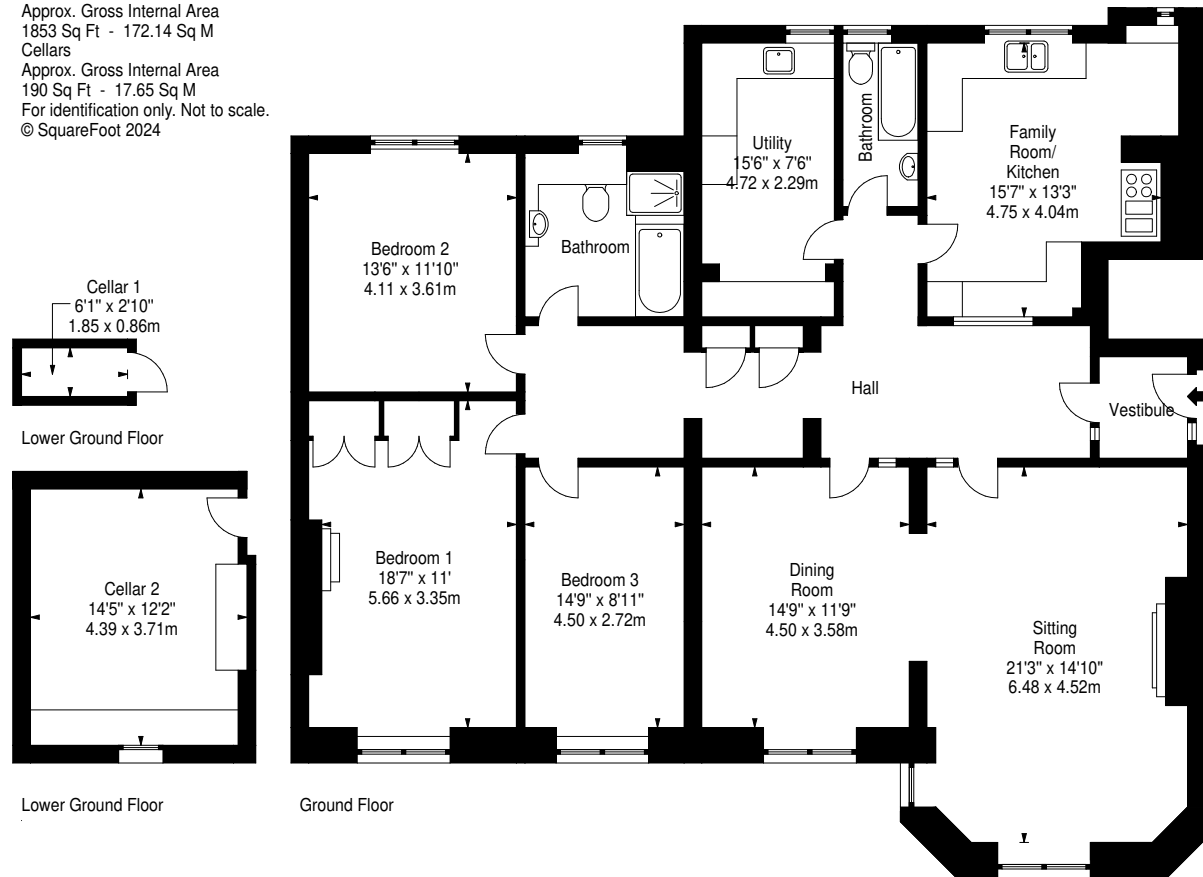 Approx. Gross Internal Area
1853 Sq Ft - 172.14 Sq M
Cellars
Approx. Gross Internal Area
190 Sq Ft - 17.65 Sq M
For identification only. Not to scale.
© SquareFoot 2024
Utility
15'6" x 7'6"
4.72 x 2.29m
Bathroom
Family
Room/
Kitchen
15'7" x 13'3"
4.75 x 4.04m
Bedroom 2
13'6" x 11'10"
4.11 x 3.61m
Bathroom
Cellar 1
6'1" x 2'10"
1.85 x 0.86m
Lower Ground Floor
Hall
Vestibule
Cellar 2
14'5" x 12'2"
4.39 x 3.71m
Bedroom 1
18'7" x 11'
5.66 x 3.35m
Bedroom 3
14'9" x 8'11"
4.50 x 2.72m
Dining
Room
14'9" x 11'9"
4.50 x 3.58m
Sitting
Room
21'3" x 14'10"
6.48 x 4.52m
Lower Ground Floor
Ground Floor